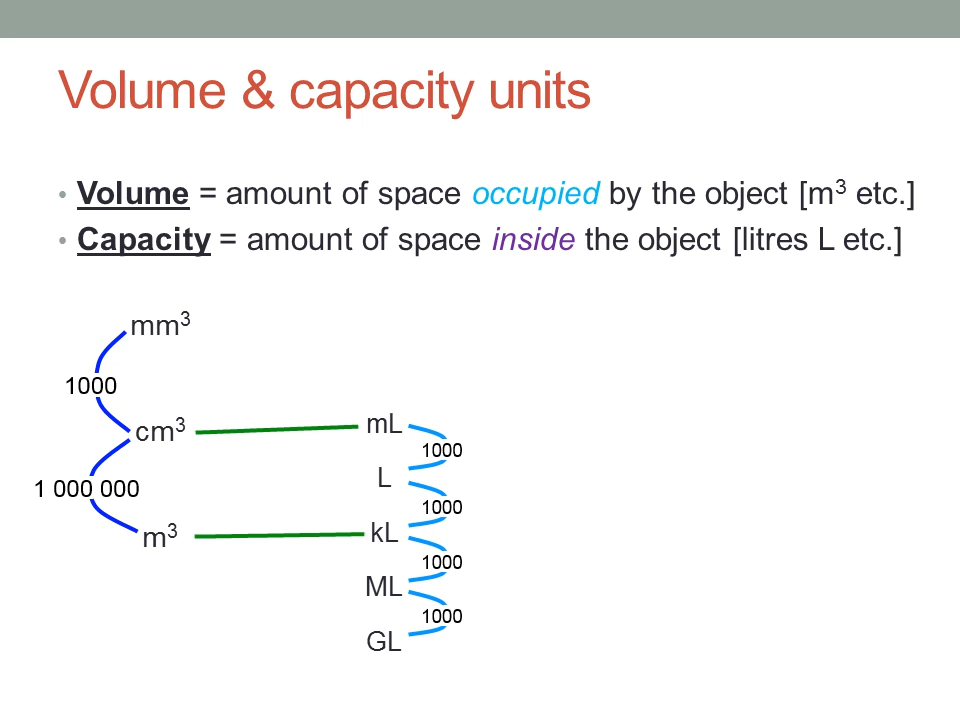 Volume & capacity units
• Volume = amount of space occupied by the object [m³ etc.]
• Capacity = amount of space inside the object [litres L etc.]
mm³
1000
cm³
1 000 000
m³
mL
1000
L
1000
kL
1000
ML
1000
GL